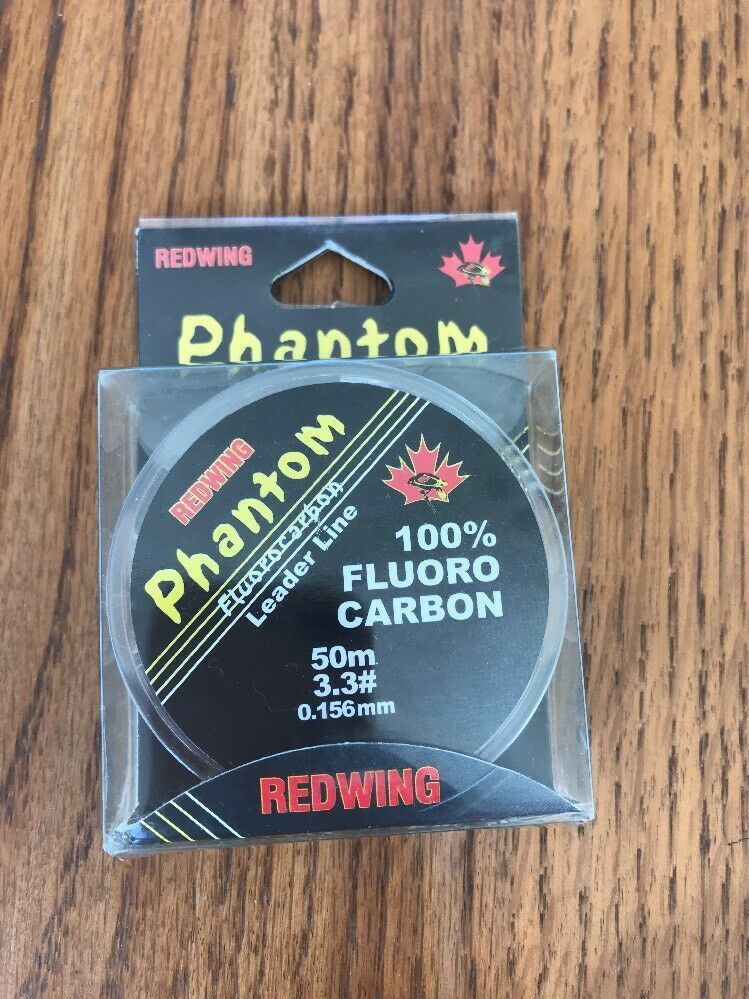 REDWING
Phantom
REDWING
Phantom
Fluorocarbon
Leader Line
100%
FLUORO
CARBON
50m
3.3#
0.156mm
REDWING